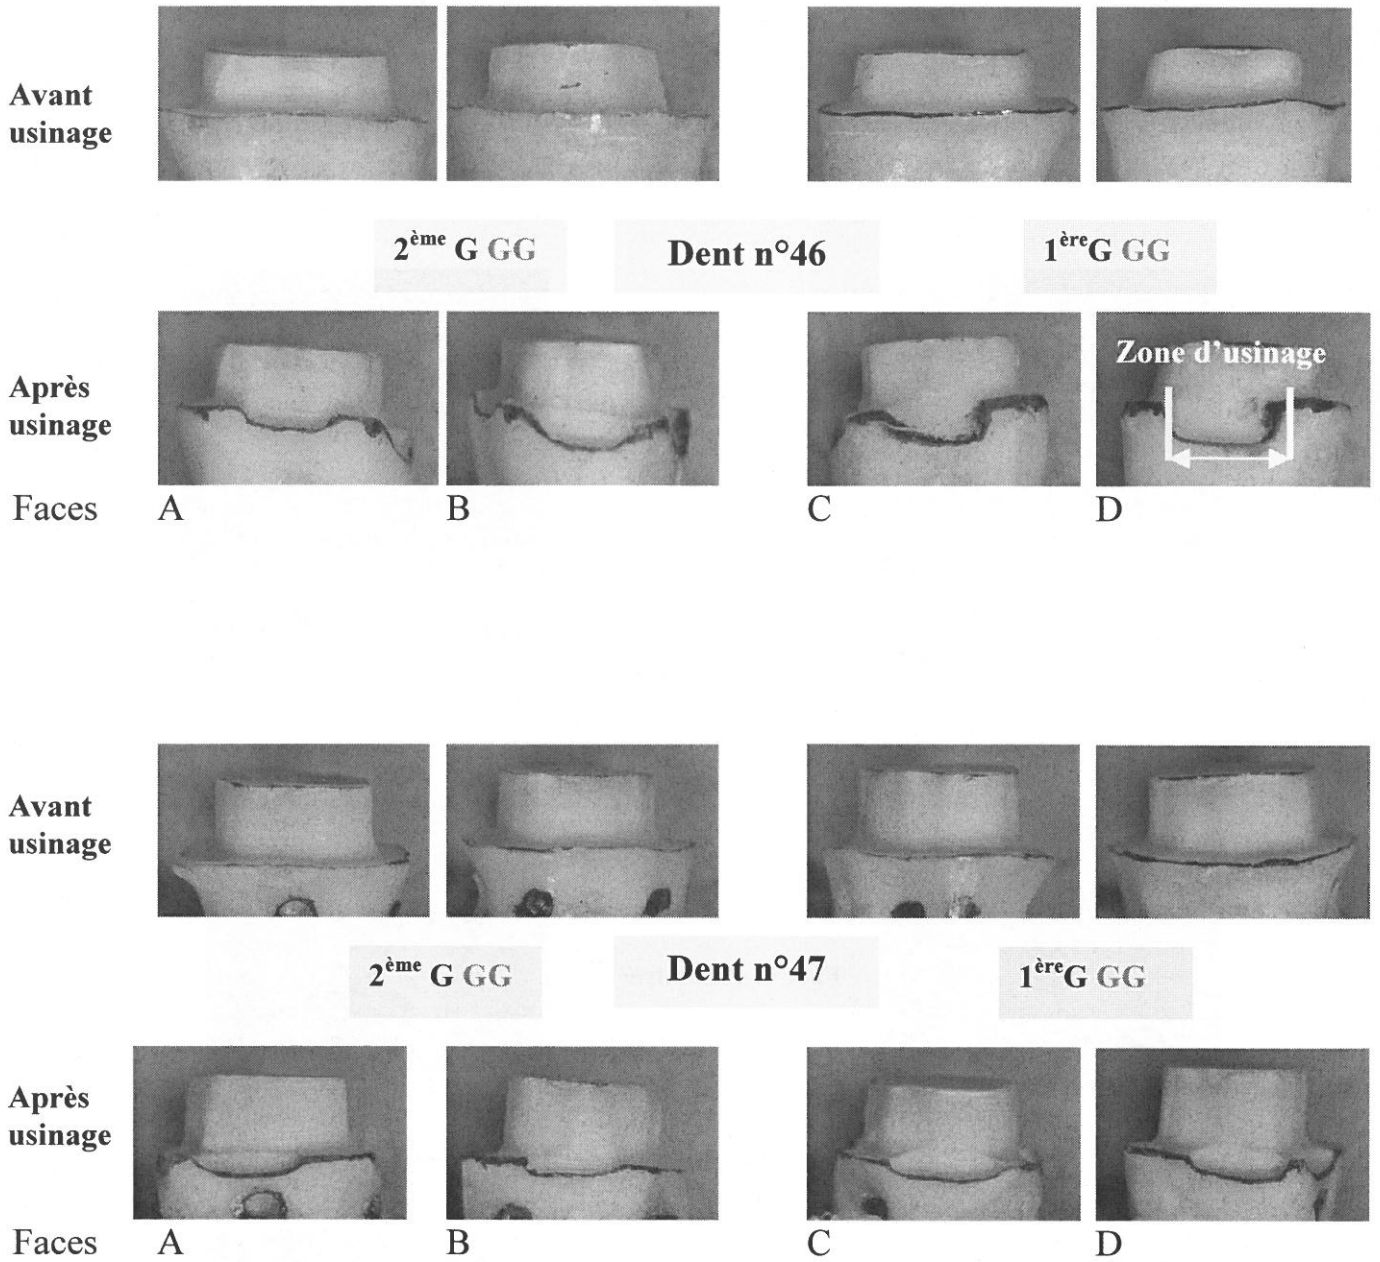 Avant
usinage
2ème G GG
Dent n°46
1èreG GG
Après
usinage
Zone d'usinage
Faces
A
B
C
D
Avant
usinage
2ème G GG
Dent n°47
1èreG GG
Après
usinage
Faces
A
B
C
D